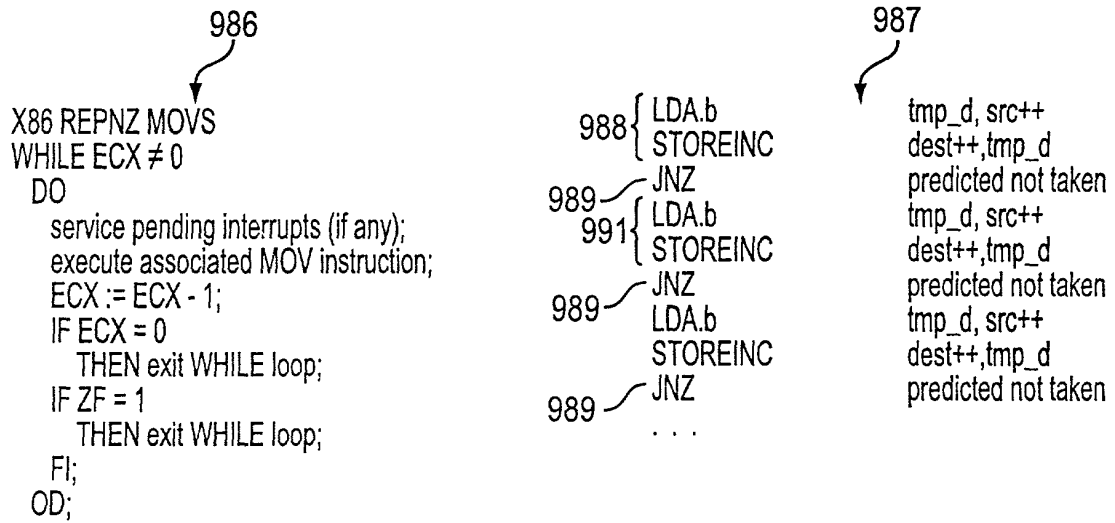 986
X86 REPNZ MOVS
WHILE ECX ≠ 0
DO
service pending interrupts (if any);
execute associated MOV instruction;
ECX := ECX - 1;
IF ECX = 0
THEN exit WHILE loop;
IF ZF = 1
THEN exit WHILE loop;
FI;
OD;
987
988 { LDA.b tmp_d, src++
STOREINC dest++,tmp_d
989 JNZ predicted not taken
991 { LDA.b tmp_d, src++
STOREINC dest++,tmp_d
989 JNZ predicted not taken
LDA.b tmp_d, src++
STOREINC dest++,tmp_d
989 JNZ predicted not taken
. . .